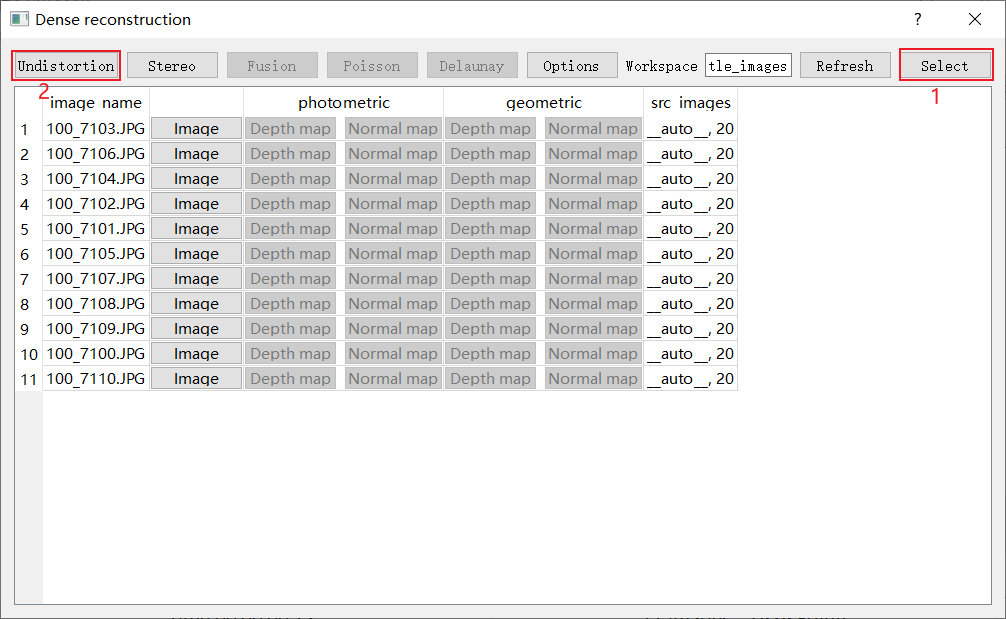 Dense reconstruction ?
Undistortion Stereo Fusion Poisson Delaunay Options Workspace tle_images Refresh Select
2 1
image name photometric geometric src images
1 100_7103.JPG Image Depth map Normal map Depth map Normal map __auto__, 20
2 100_7106.JPG Image Depth map Normal map Depth map Normal map __auto__, 20
3 100_7104.JPG Image Depth map Normal map Depth map Normal map __auto__, 20
4 100_7102.JPG Image Depth map Normal map Depth map Normal map __auto__, 20
5 100_7101.JPG Image Depth map Normal map Depth map Normal map __auto__, 20
6 100_7105.JPG Image Depth map Normal map Depth map Normal map __auto__, 20
7 100_7107.JPG Image Depth map Normal map Depth map Normal map __auto__, 20
8 100_7108.JPG Image Depth map Normal map Depth map Normal map __auto__, 20
9 100_7109.JPG Image Depth map Normal map Depth map Normal map __auto__, 20
10 100_7100.JPG Image Depth map Normal map Depth map Normal map __auto__, 20
11 100_7110.JPG Image Depth map Normal map Depth map Normal map __auto__, 20